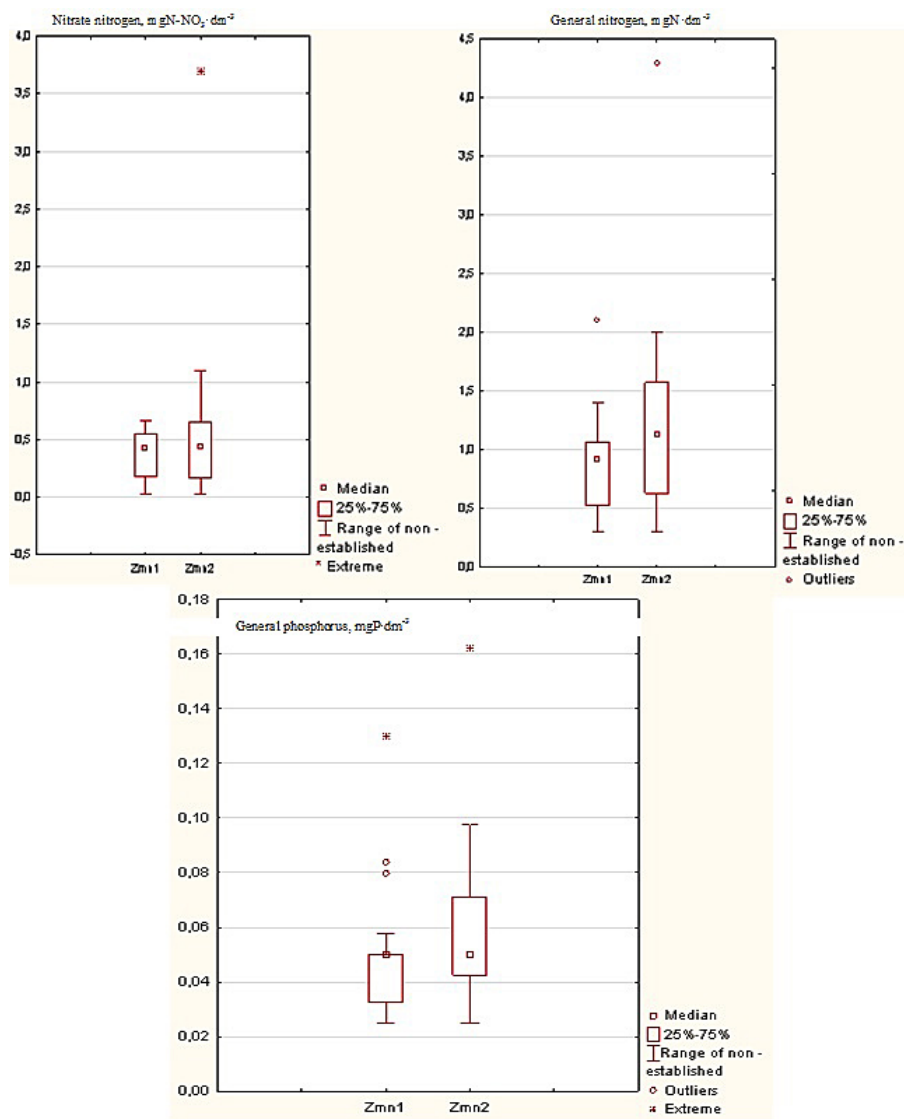 Nitrate nitrogen, mgN-NO₃·dm⁻³
4,0
3,5
3,0
2,5
2,0
1,5
1,0
0,5
0,0
-0,5
Zmn1 Zmn2
Median
25%-75%
Range of non -
established
Extreme
General nitrogen, mgN·dm⁻³
4,5
4,0
3,5
3,0
2,5
2,0
1,5
1,0
0,5
0,0
Zmn1 Zmn2
Median
25%-75%
Range of non -
established
Outliers
0,18
General phosphorus, mgP·dm⁻³
0,16
0,14
0,12
0,10
0,08
0,06
0,04
0,02
0,00
Zmn1 Zmn2
Median
25%-75%
Range of non -
established
Outliers
Extreme